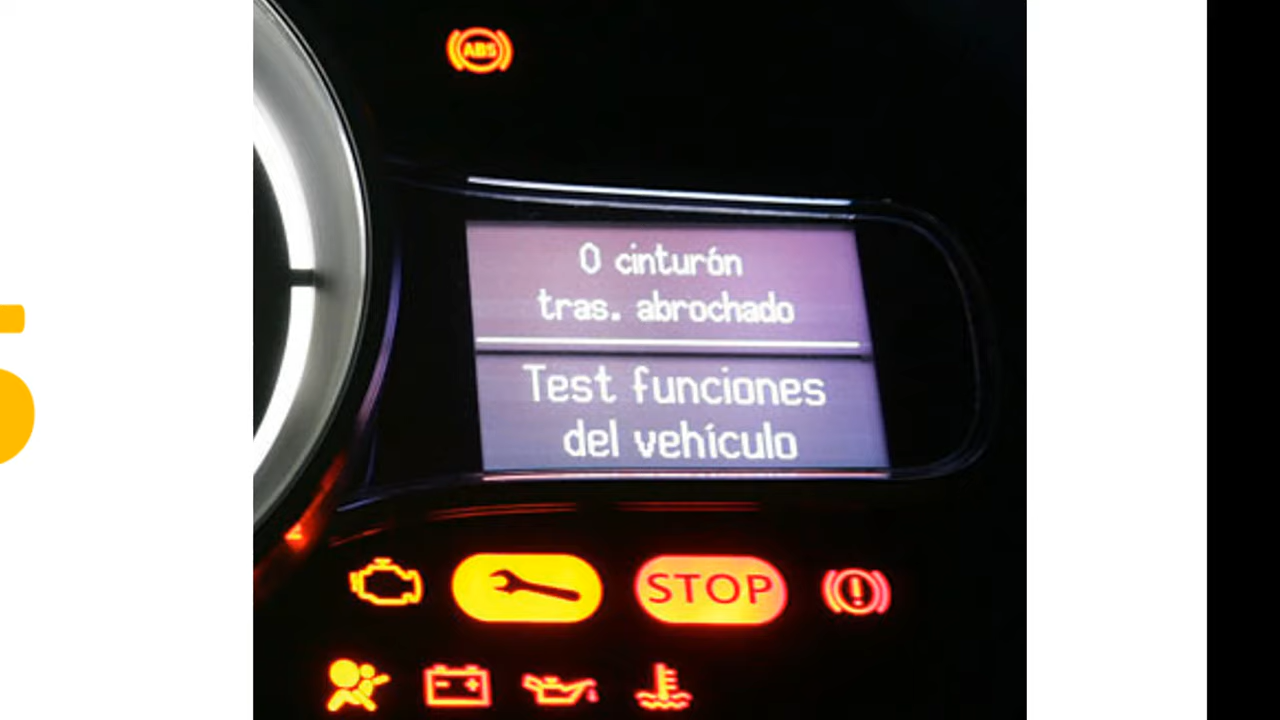 ABS
0 cinturón
tras. abrochado
Test funciones
del vehículo
STOP